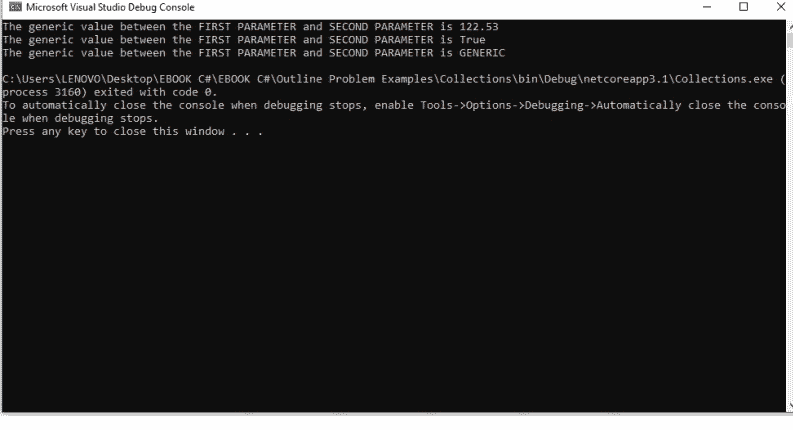 Microsoft Visual Studio Debug Console
The generic value between the FIRST PARAMETER and SECOND PARAMETER is 122.53
The generic value between the FIRST PARAMETER and SECOND PARAMETER is True
The generic value between the FIRST PARAMETER and SECOND PARAMETER is GENERIC
C:\Users\LENOVO\Desktop\EBOOK C#\EBOOK C#\Outline Problem Examples\Collections\bin\Debug\netcoreapp3.1\Collections.exe (
process 3160) exited with code 0.
To automatically close the console when debugging stops, enable Tools->Options->Debugging->Automatically close the conso
le when debugging stops.
Press any key to close this window . . .